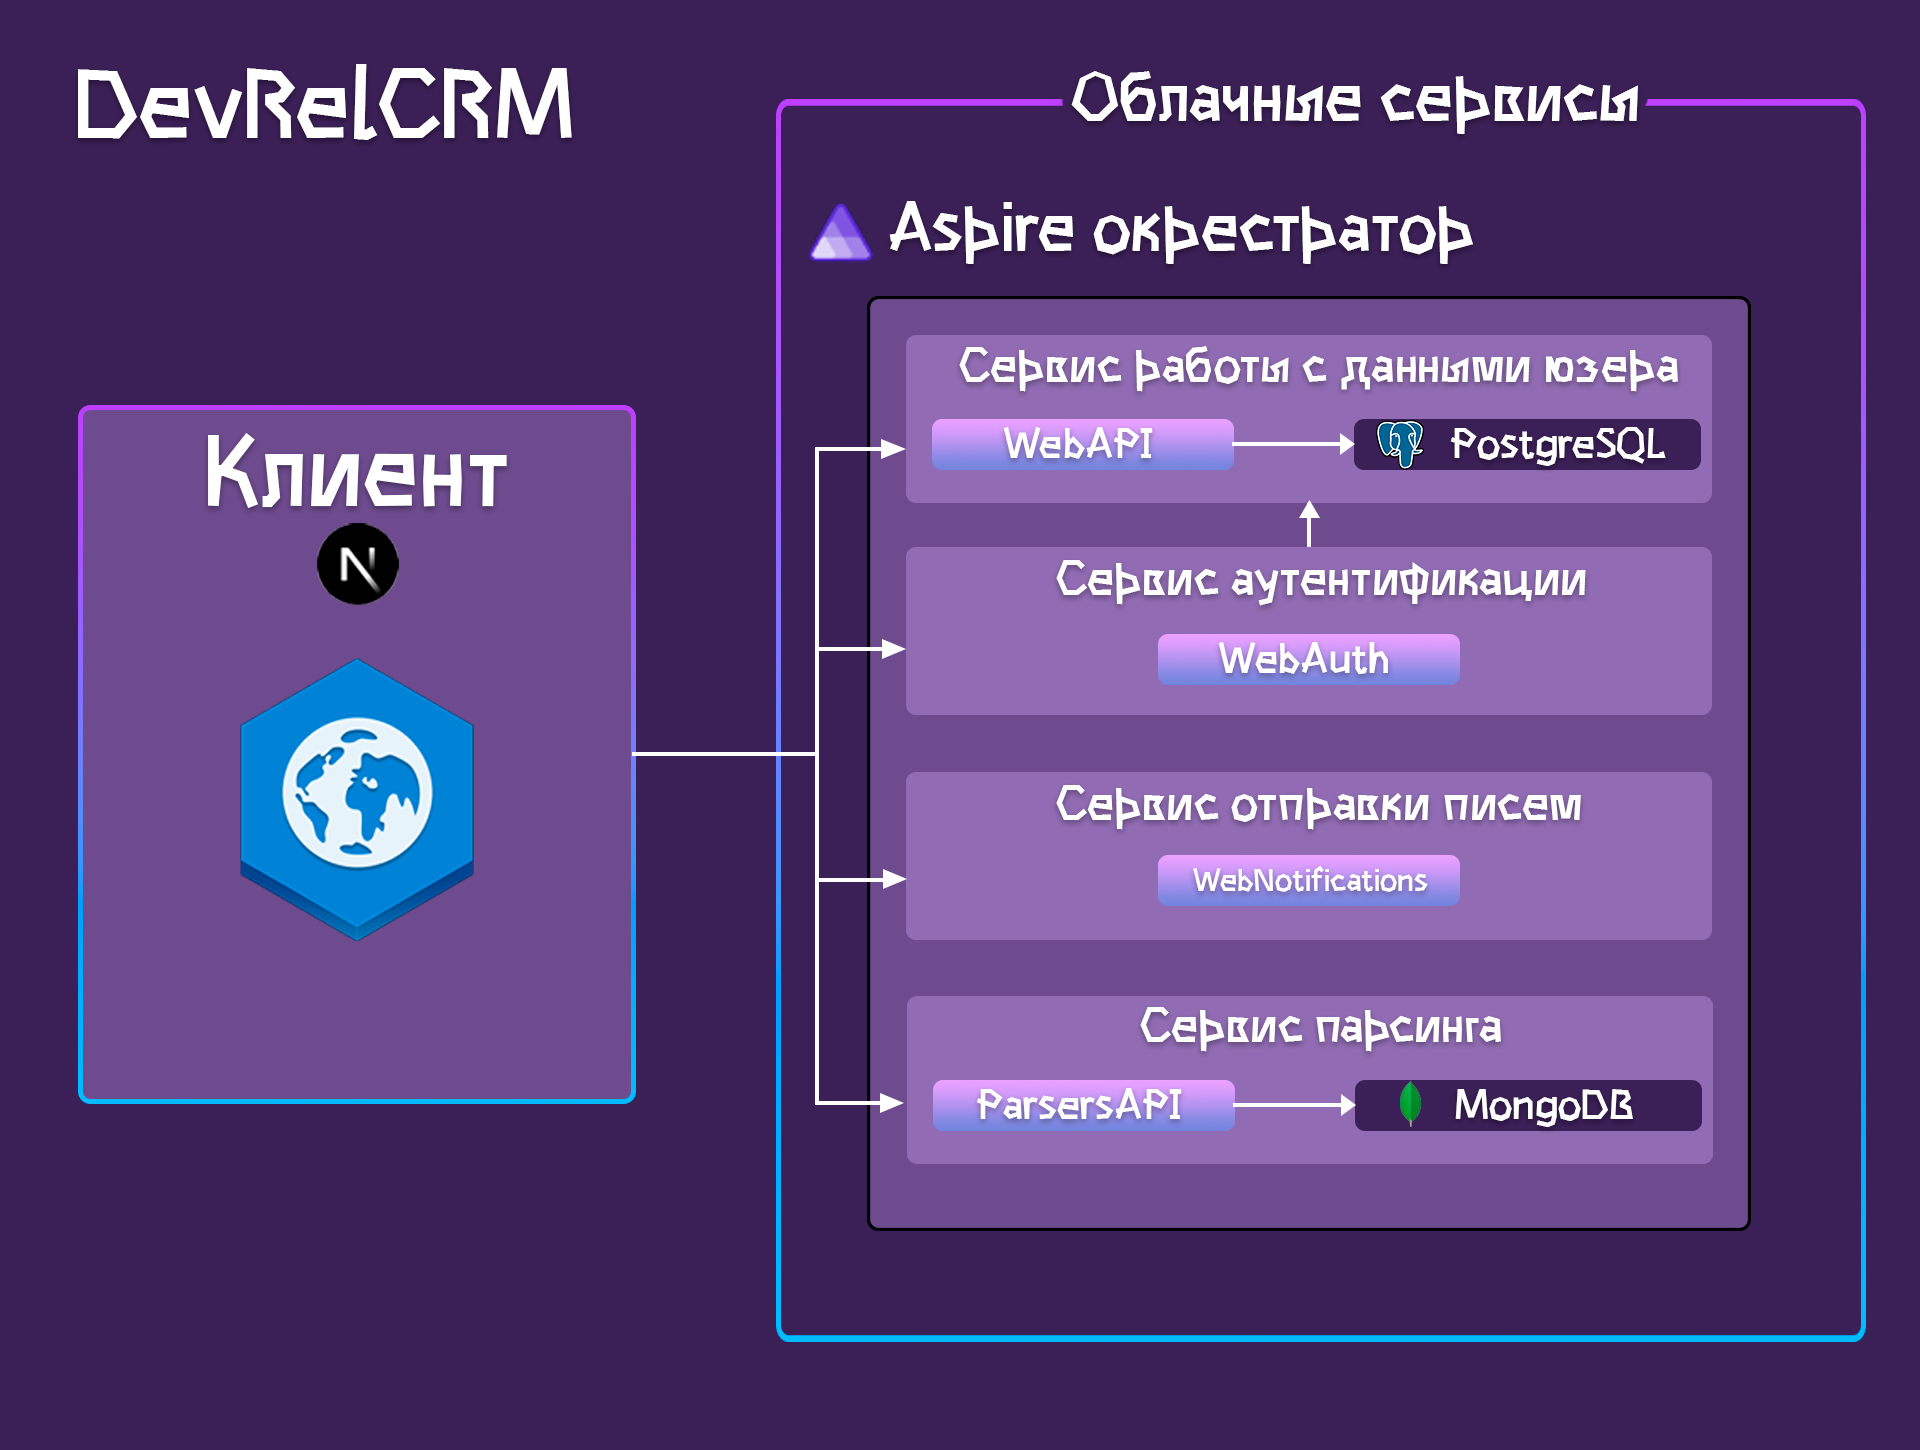 DevRelCRM
Облачные сервисы
Aspire окрестратор
Клиент
N
Сервис работы с данными юзера
WebAPI
PostgreSQL
Сервис аутентификации
WebAuth
Сервис отправки писем
WebNotifications
Сервис парсинга
ParsersAPI
MongoDB